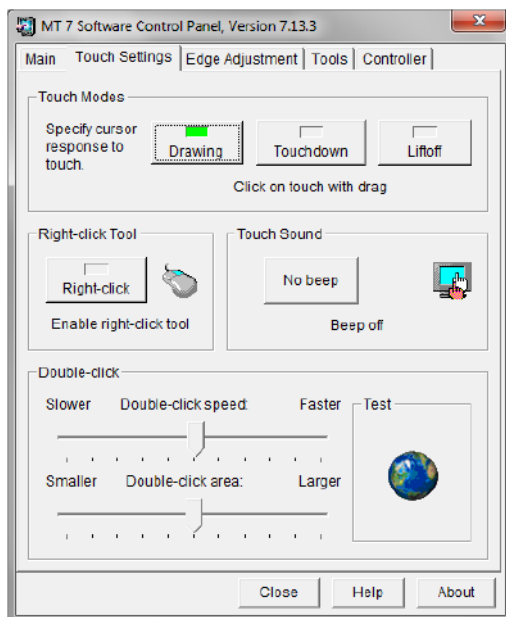 MT 7 Software Control Panel, Version 7.13.3
Main Touch Settings Edge Adjustment Tools Controller
Touch Modes
Specify cursor
response to
touch.
Drawing Touchdown Liftoff
Click on touch with drag
Right-click Tool
Right-click
Enable right-click tool
Touch Sound
No beep
Beep off
Double-click
Slower Double-click speed: Faster
Smaller Double-click area: Larger
Test
Close Help About